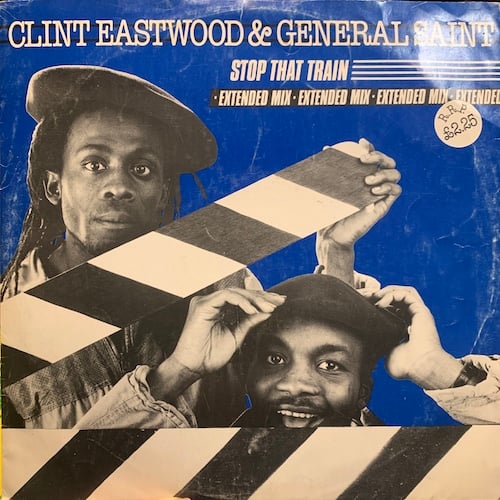 CLINT EASTWOOD & GENERAL SAINT
STOP THAT TRAIN
· EXTENDED MIX · EXTENDED MIX · EXTENDED MIX · EXTENDED
R.R.P
£2.25